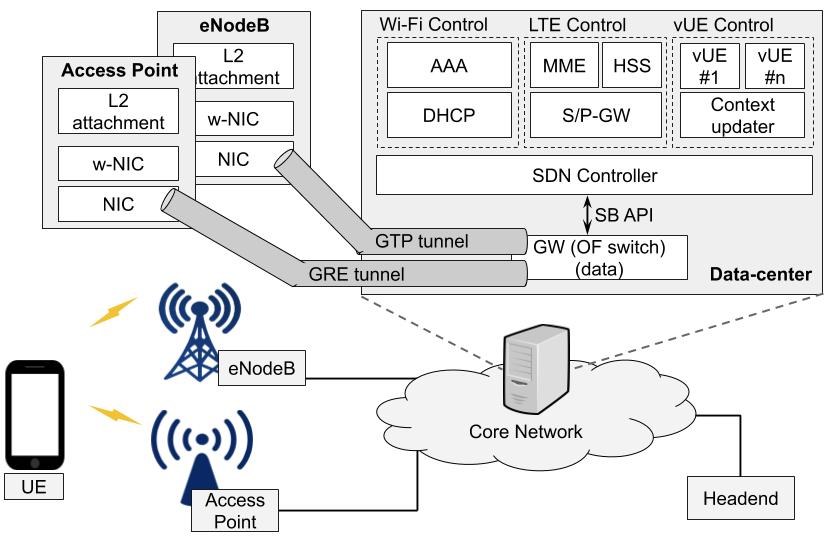 eNodeB
L2
attachment
w-NIC
NIC
Access Point
L2
attachment
w-NIC
NIC
Wi-Fi Control
LTE Control
vUE Control
AAA
DHCP
MME
HSS
S/P-GW
vUE
#1
vUE
#n
Context
updater
SDN Controller
SB API
GTP tunnel
GRE tunnel
GW (OF switch)
(data)
Data-center
eNodeB
Core Network
UE
Access
Point
Headend